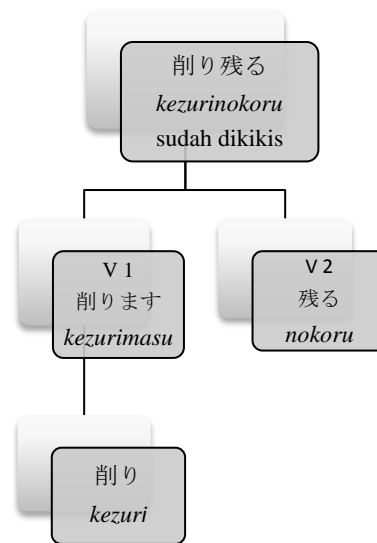 削り残る
kezurinokoru
sudah dikikis
V 1
削ります
kezurimasu
V 2
残る
nokoru
削り
kezuri